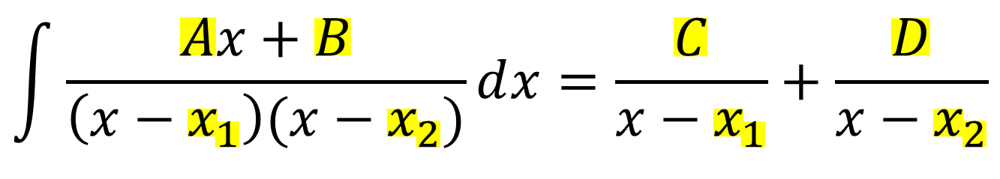 ∫ (Ax + B)/((x − x₁)(x − x₂)) dx = C/(x − x₁) + D/(x − x₂)